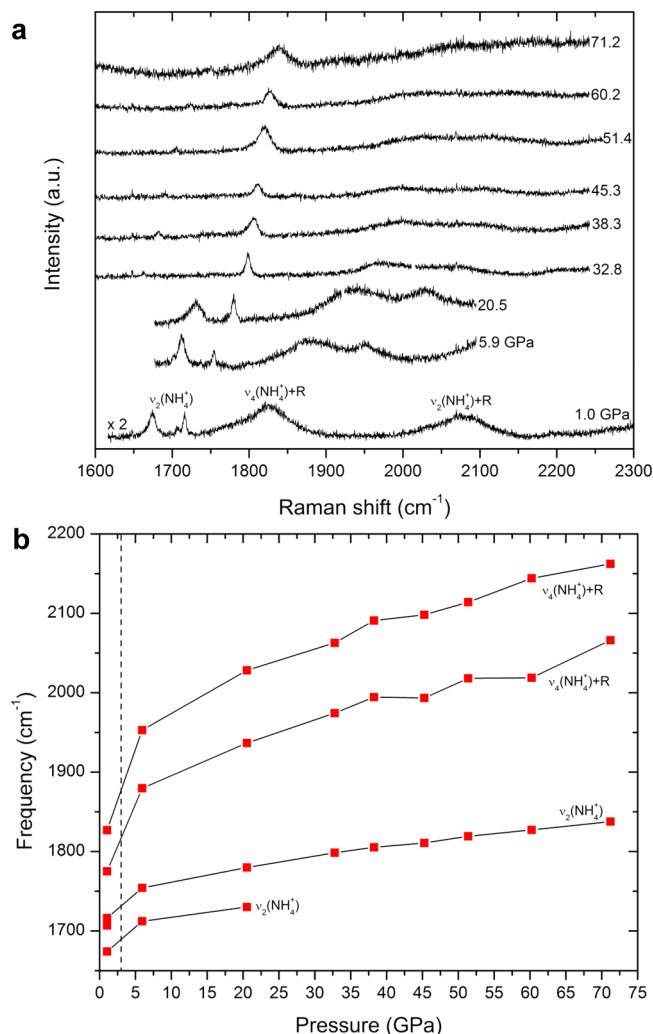 a
71.2
60.2
51.4
45.3
38.3
32.8
20.5
5.9 GPa
ν₂(NH₄⁺)
ν₄(NH₄⁺)+R
ν₂(NH₄⁺)+R
x 2
1.0 GPa
1600 1700 1800 1900 2000 2100 2200 2300
Raman shift (cm⁻¹)
Intensity (a.u.)
b
2200
2100
2000
1900
1800
1700
ν₄(NH₄⁺)+R
ν₄(NH₄⁺)+R
ν₂(NH₄⁺)
ν₂(NH₄⁺)
0 5 10 15 20 25 30 35 40 45 50 55 60 65 70 75
Pressure (GPa)
Frequency (cm⁻¹)